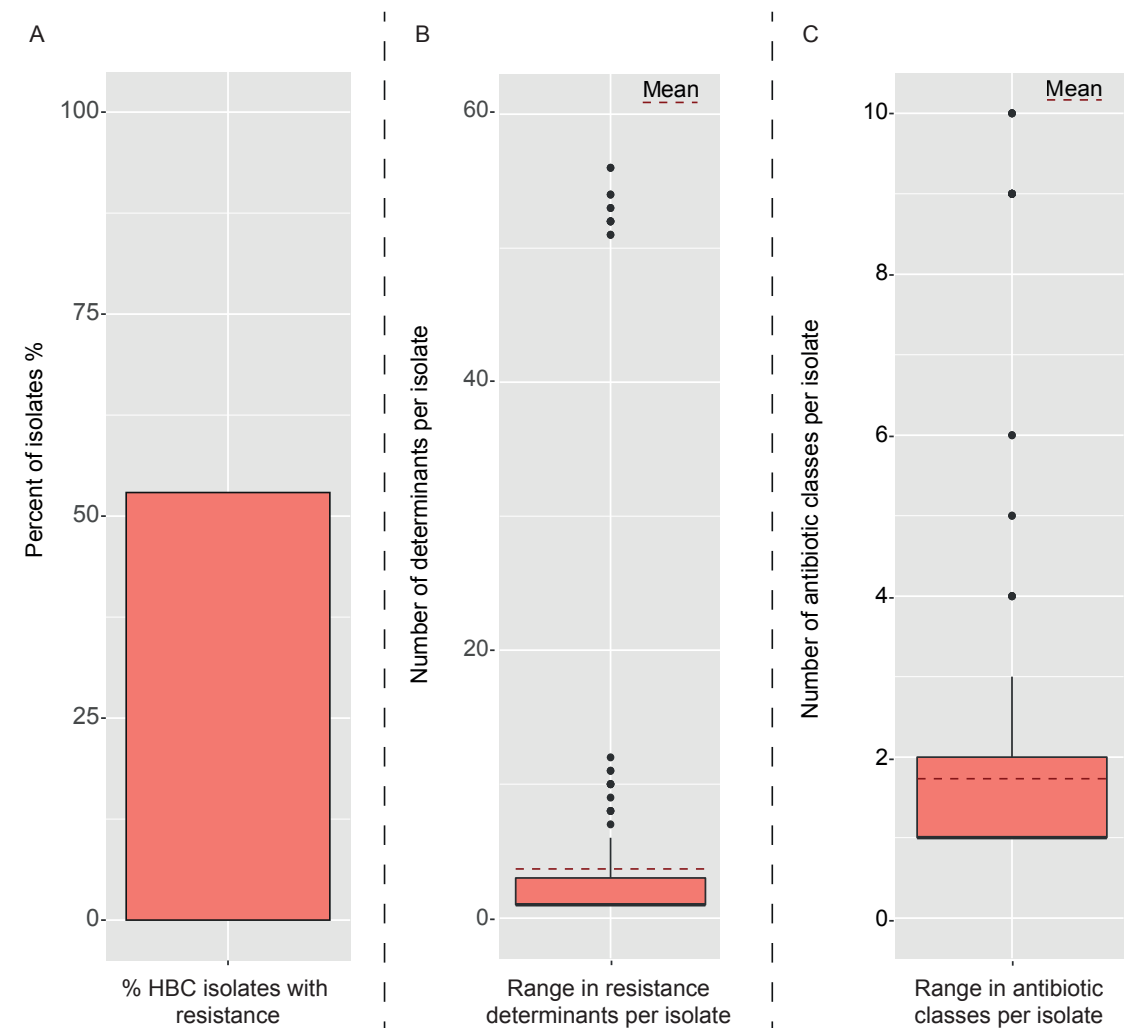 A
B
C
Percent of isolates %
100
75
50
25
0
% HBC isolates with
resistance
Number of determinants per isolate
Mean
60
40
20
0
Range in resistance
determinants per isolate
Number of antibiotic classes per isolate
Mean
10
8
6
4
2
0
Range in antibiotic
classes per isolate